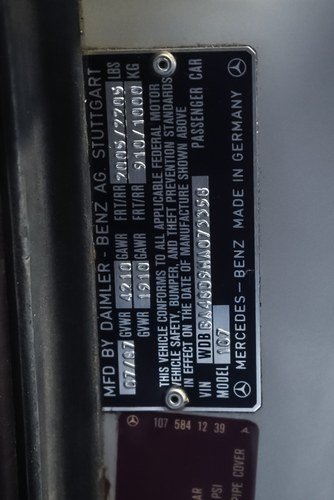 MFD BY DAIMLER-BENZ AG. STUTTGART
07/87 GVWR 4210 GAWR FRT/RR 2005/2205 LBS
GVWR 1910 GAWR FRT/RR 910/1000 KG
THIS VEHICLE CONFORMS TO ALL APPLICABLE FEDERAL MOTOR
VEHICLE SAFETY, BUMPER, AND THEFT PREVENTION STANDARDS
IN EFFECT ON THE DATE OF MANUFACTURE SHOWN ABOVE
VIN WDB PASSENGER CAR
MODEL 107
MERCEDES-BENZ MADE IN GERMANY
107 584 12 39
BAR
PSI
PIPE COVER